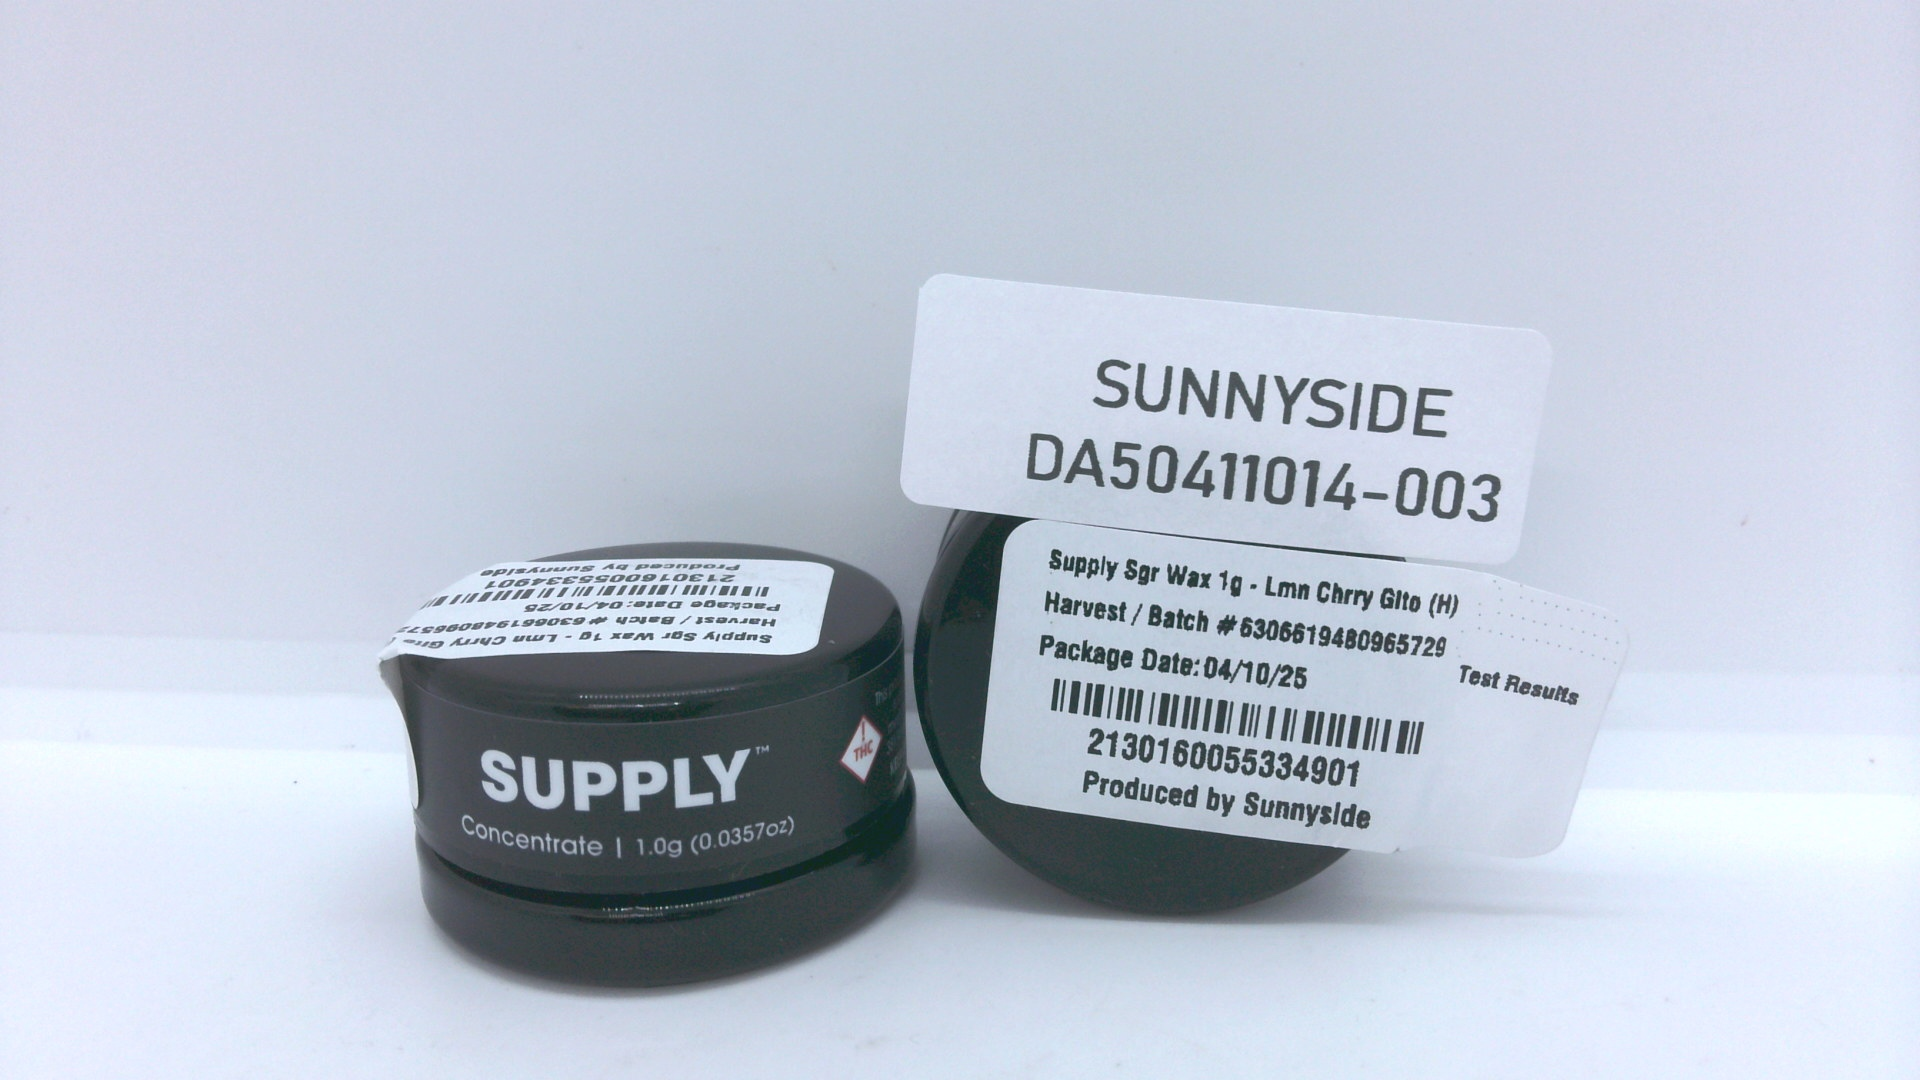 SUNNYSIDE
DA50411014-003
Supply Sgr Wax 1g - Lmn Chrry Glto (H)
Harvest / Batch #6306619480965729
Package Date:04/10/25
Test Results
2130160055334901
Produced by Sunnyside
Supply Sgr Wax 1g - Lmn Chrry
Harvest / Batch #
Package Date:04/10/25
2130160055334901
Produced by Sunnyside
SUPPLY™
Concentrate | 1.0g (0.0357oz)
!
THC